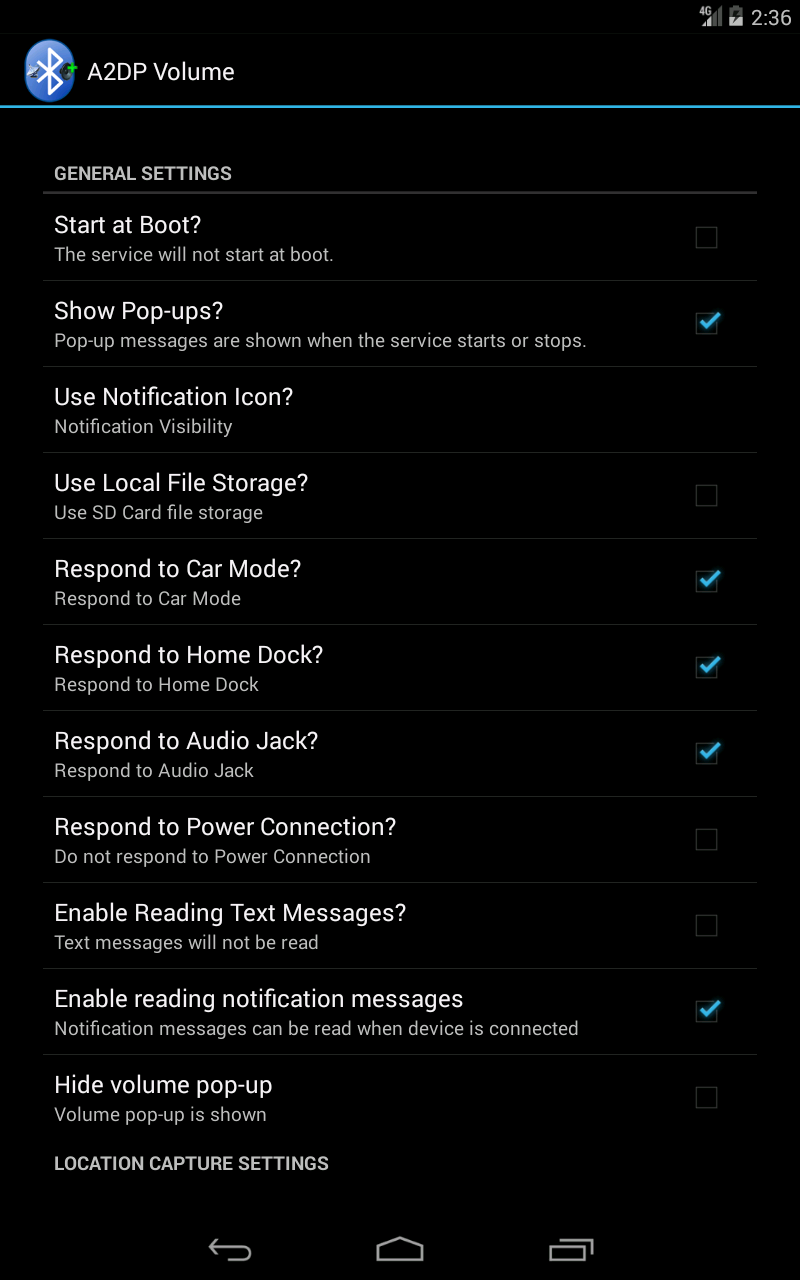 4G 2:36
A2DP Volume
GENERAL SETTINGS
Start at Boot?
The service will not start at boot.
Show Pop-ups?
Pop-up messages are shown when the service starts or stops.
Use Notification Icon?
Notification Visibility
Use Local File Storage?
Use SD Card file storage
Respond to Car Mode?
Respond to Car Mode
Respond to Home Dock?
Respond to Home Dock
Respond to Audio Jack?
Respond to Audio Jack
Respond to Power Connection?
Do not respond to Power Connection
Enable Reading Text Messages?
Text messages will not be read
Enable reading notification messages
Notification messages can be read when device is connected
Hide volume pop-up
Volume pop-up is shown
LOCATION CAPTURE SETTINGS